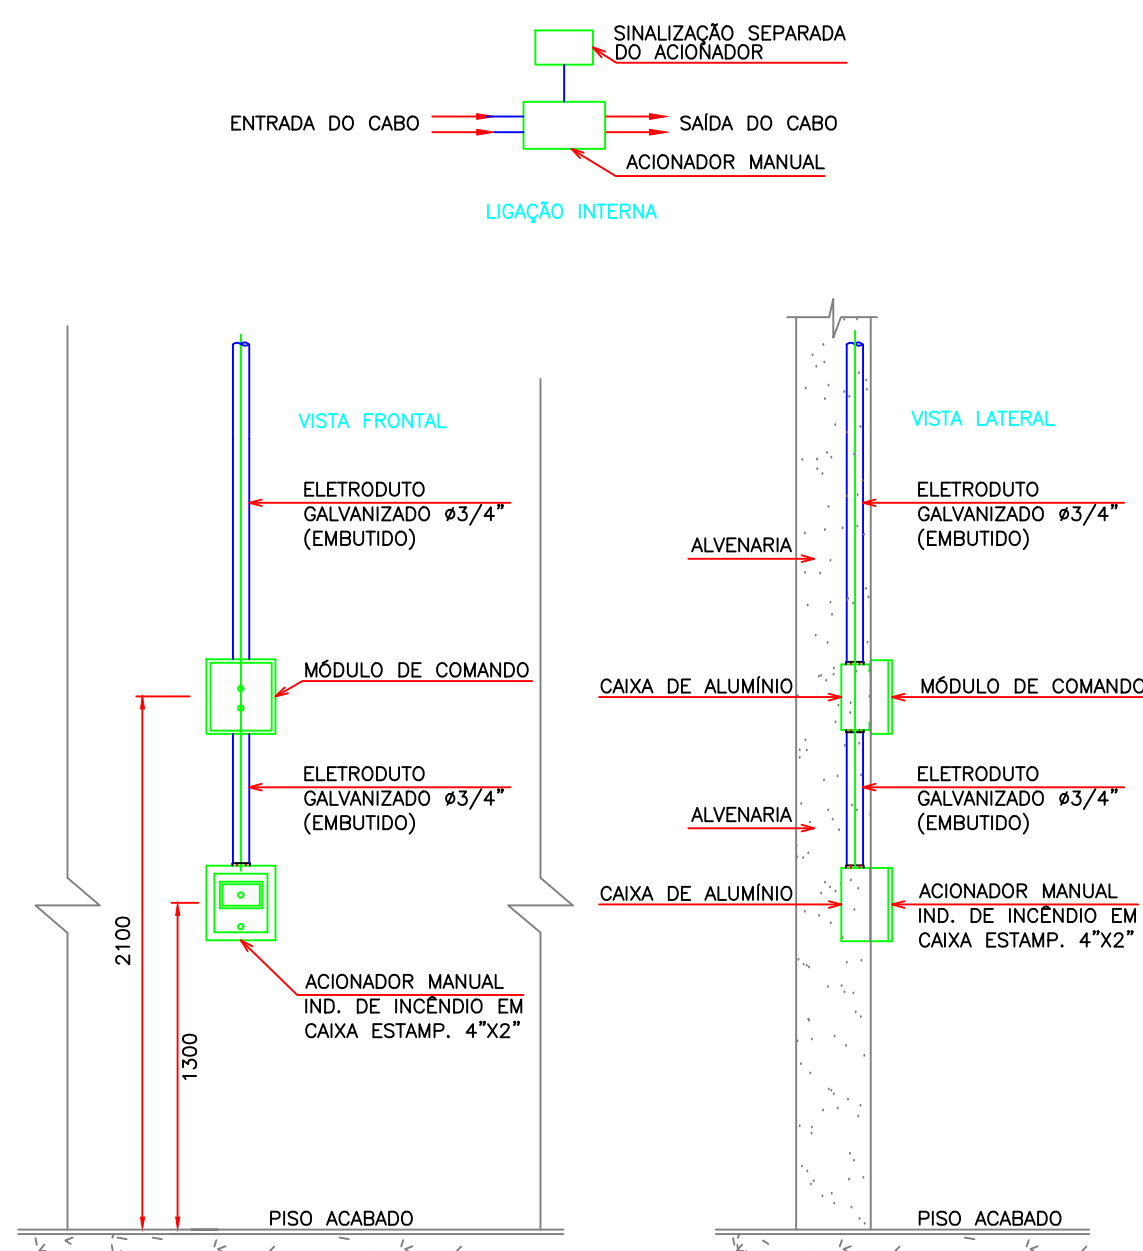 SINALIZAÇÃO SEPARADA
DO ACIONADOR
ENTRADA DO CABO
SAÍDA DO CABO
ACIONADOR MANUAL
LIGAÇÃO INTERNA
VISTA FRONTAL
ELETRODUTO
GALVANIZADO ø3/4"
(EMBUTIDO)
MÓDULO DE COMANDO
ELETRODUTO
GALVANIZADO ø3/4"
(EMBUTIDO)
2100
1300
ACIONADOR MANUAL
IND. DE INCÊNDIO EM
CAIXA ESTAMP. 4"X2"
PISO ACABADO
VISTA LATERAL
ELETRODUTO
GALVANIZADO ø3/4"
(EMBUTIDO)
ALVENARIA
CAIXA DE ALUMÍNIO
MÓDULO DE COMANDO
ELETRODUTO
GALVANIZADO ø3/4"
(EMBUTIDO)
ALVENARIA
CAIXA DE ALUMÍNIO
ACIONADOR MANUAL
IND. DE INCÊNDIO EM
CAIXA ESTAMP. 4"X2"
PISO ACABADO